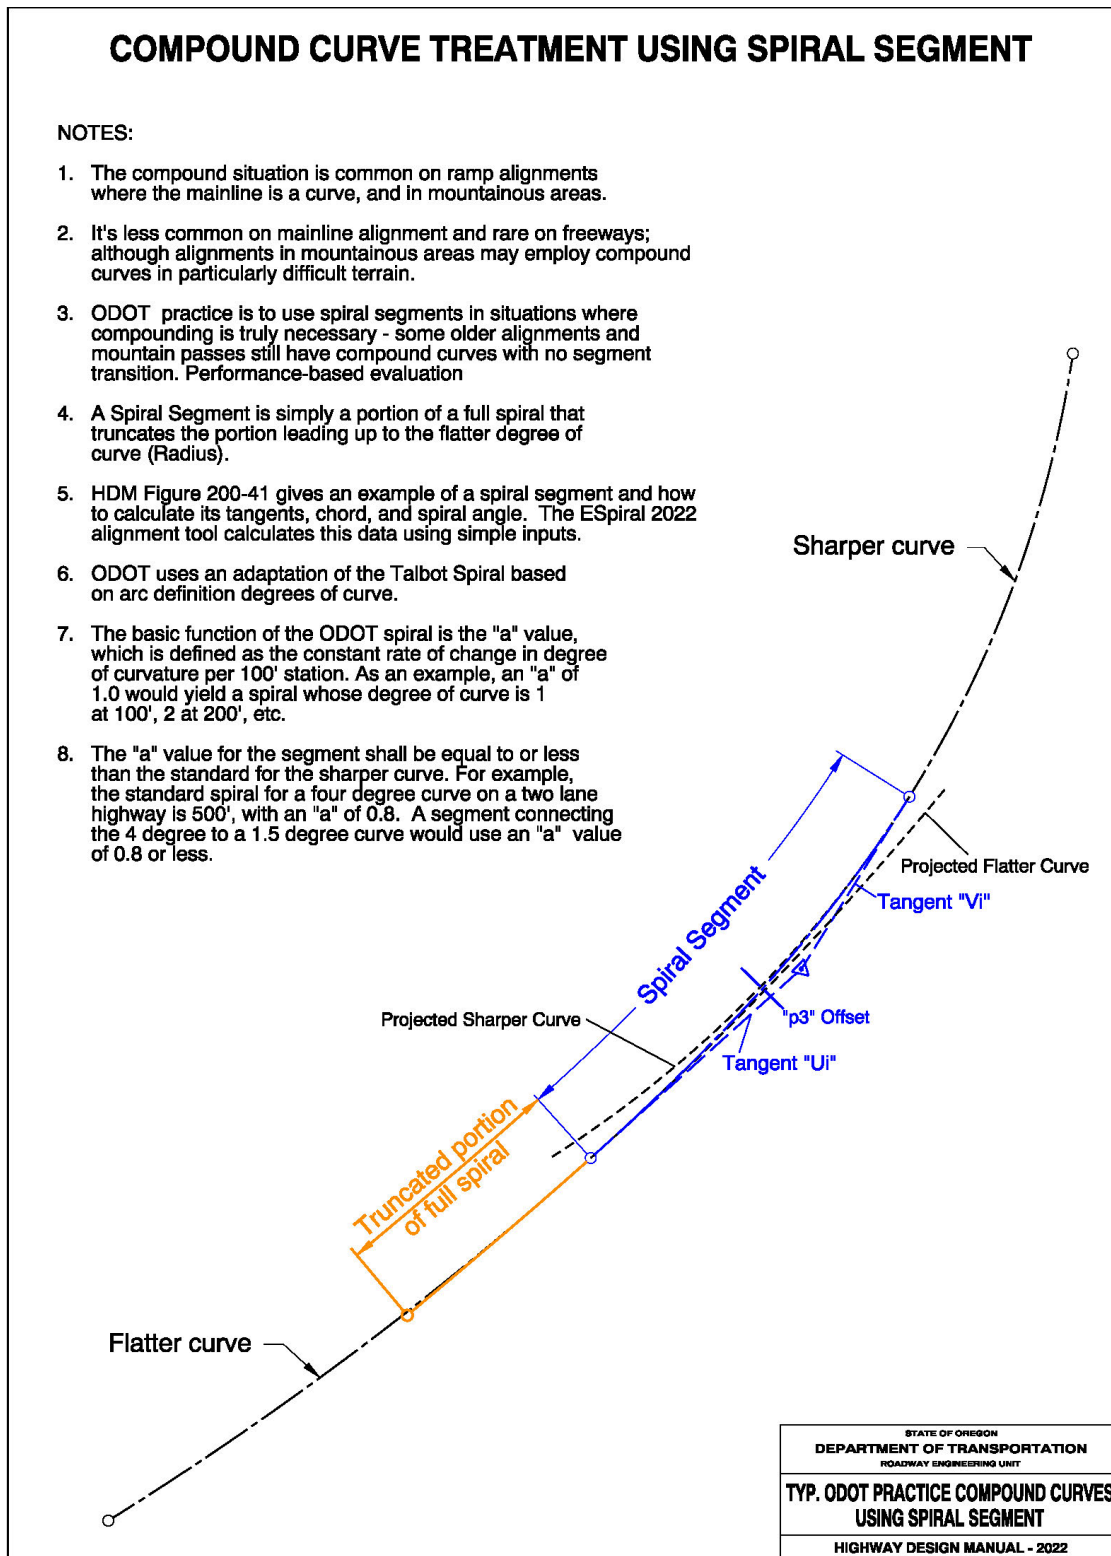 COMPOUND CURVE TREATMENT USING SPIRAL SEGMENT
NOTES:
1. The compound situation is common on ramp alignments
where the mainline is a curve, and in mountainous areas.
2. It's less common on mainline alignment and rare on freeways;
although alignments in mountainous areas may employ compound
curves in particularly difficult terrain.
3. ODOT practice is to use spiral segments in situations where
compounding is truly necessary - some older alignments and
mountain passes still have compound curves with no segment
transition. Performance-based evaluation
4. A Spiral Segment is simply a portion of a full spiral that
truncates the portion leading up to the flatter degree of
curve (Radius).
5. HDM Figure 200-41 gives an example of a spiral segment and how
to calculate its tangents, chord, and spiral angle. The ESpiral 2022
alignment tool calculates this data using simple inputs.
6. ODOT uses an adaptation of the Talbot Spiral based
on arc definition degrees of curve.
7. The basic function of the ODOT spiral is the "a" value,
which is defined as the constant rate of change in degree
of curvature per 100' station. As an example, an "a" of
1.0 would yield a spiral whose degree of curve is 1
at 100', 2 at 200', etc.
8. The "a" value for the segment shall be equal to or less
than the standard for the sharper curve. For example,
the standard spiral for a four degree curve on a two lane
highway is 500', with an "a" of 0.8. A segment connecting
the 4 degree to a 1.5 degree curve would use an "a" value
of 0.8 or less.
Sharper curve
Projected Flatter Curve
Tangent "Vi"
Spiral Segment
"p3" Offset
Projected Sharper Curve
Tangent "Ui"
Truncated portion
of full spiral
Flatter curve
STATE OF OREGON
DEPARTMENT OF TRANSPORTATION
ROADWAY ENGINEERING UNIT
TYP. ODOT PRACTICE COMPOUND CURVES
USING SPIRAL SEGMENT
HIGHWAY DESIGN MANUAL - 2022